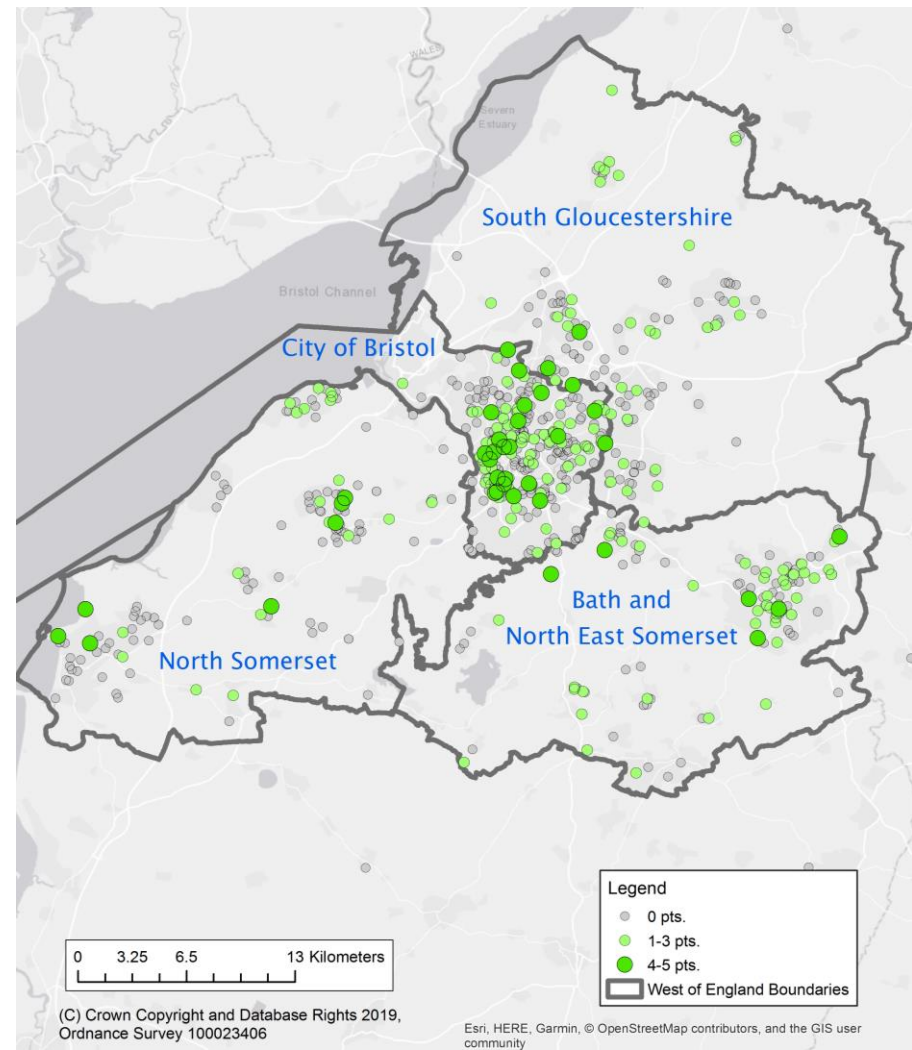 WALES
Severn
Estuary
South Gloucestershire
Bristol Channel
City of Bristol
Bath and
North East Somerset
North Somerset
Legend
0 pts.
1-3 pts.
4-5 pts.
West of England Boundaries
0 3.25 6.5 13 Kilometers
(C) Crown Copyright and Database Rights 2019,
Ordnance Survey 100023406
Esri, HERE, Garmin, © OpenStreetMap contributors, and the GIS user
community